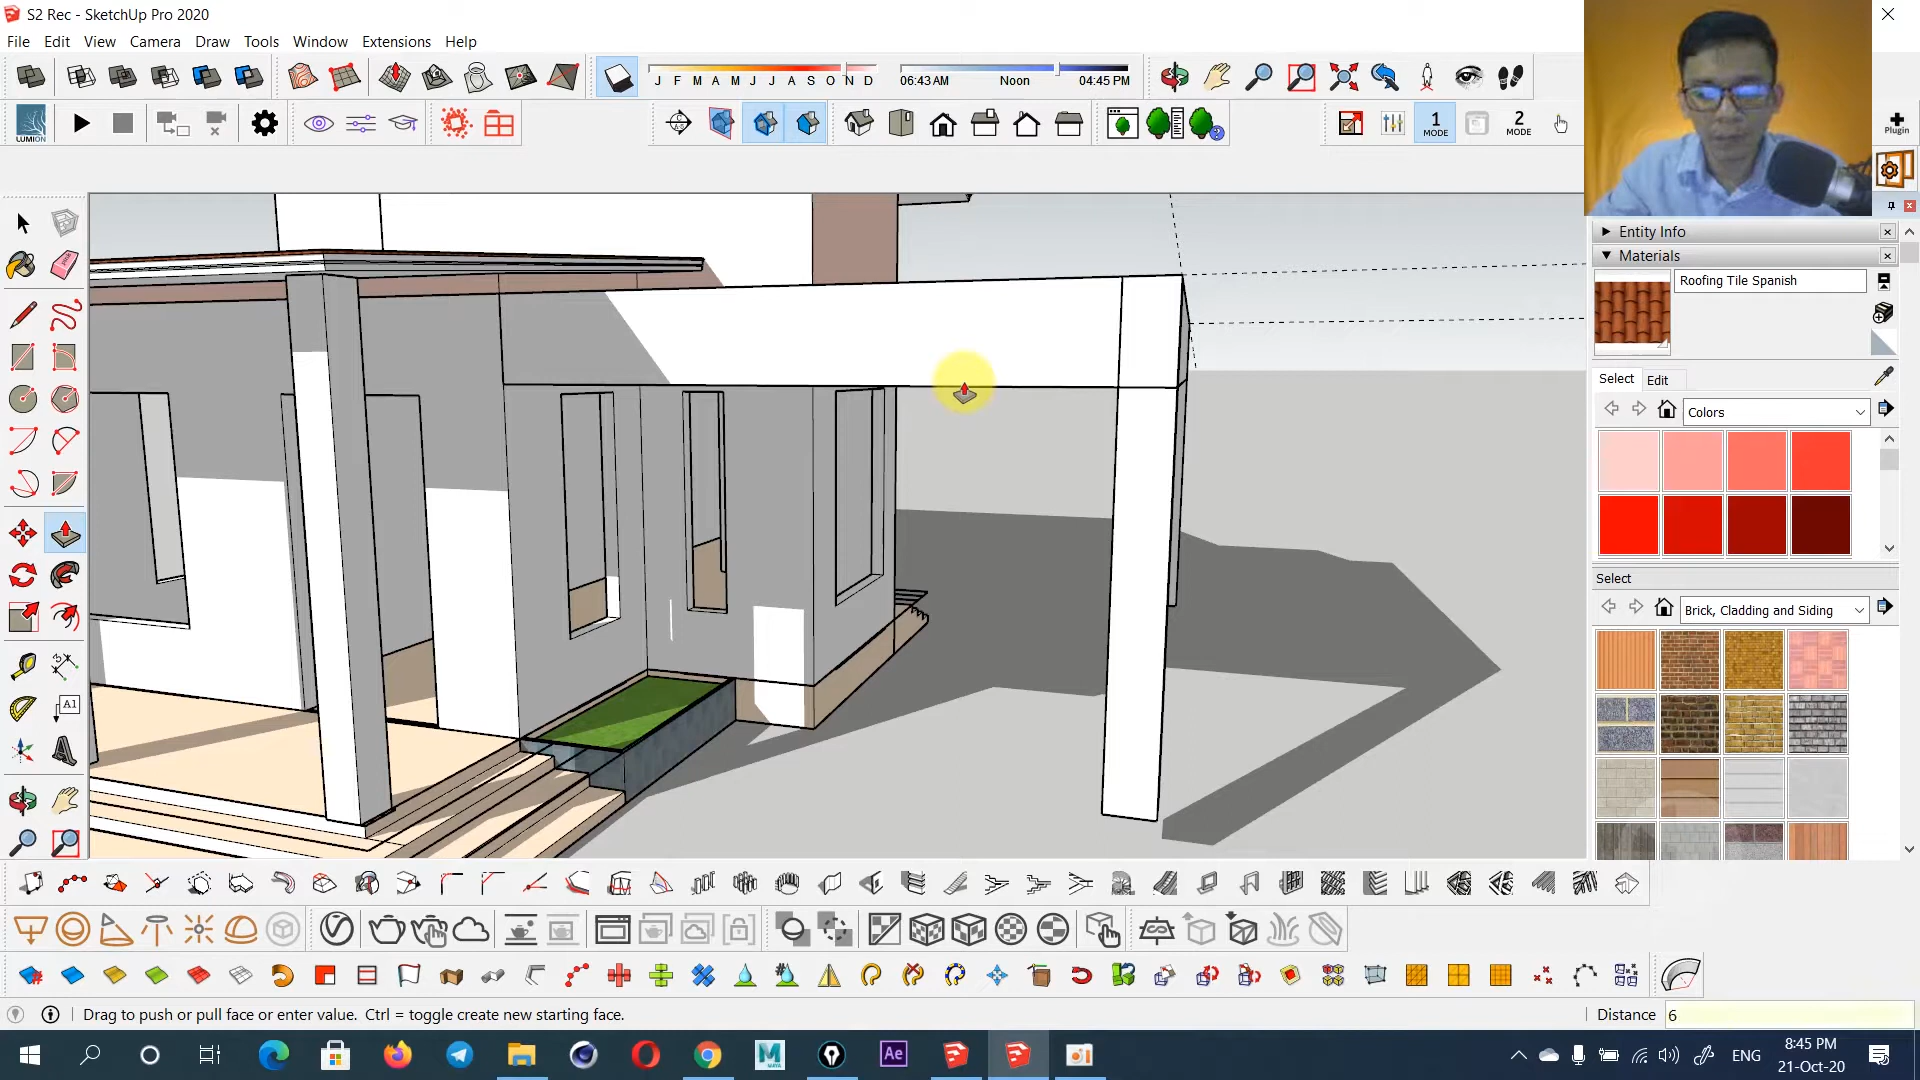 S2 Rec - SketchUp Pro 2020
File Edit View Camera Draw Tools Window Extensions Help
J F M A M J J A S O N D
06:43 AM Noon 04:45 PM
LUMION
1 MODE
2 MODE
Plugin
Entity Info
Materials
Roofing Tile Spanish
Select Edit
Colors
Select
Brick, Cladding and Siding
A1
Drag to push or pull face or enter value. Ctrl = toggle create new starting face.
Distance 6
Ae
ENG
8:45 PM
21-Oct-20